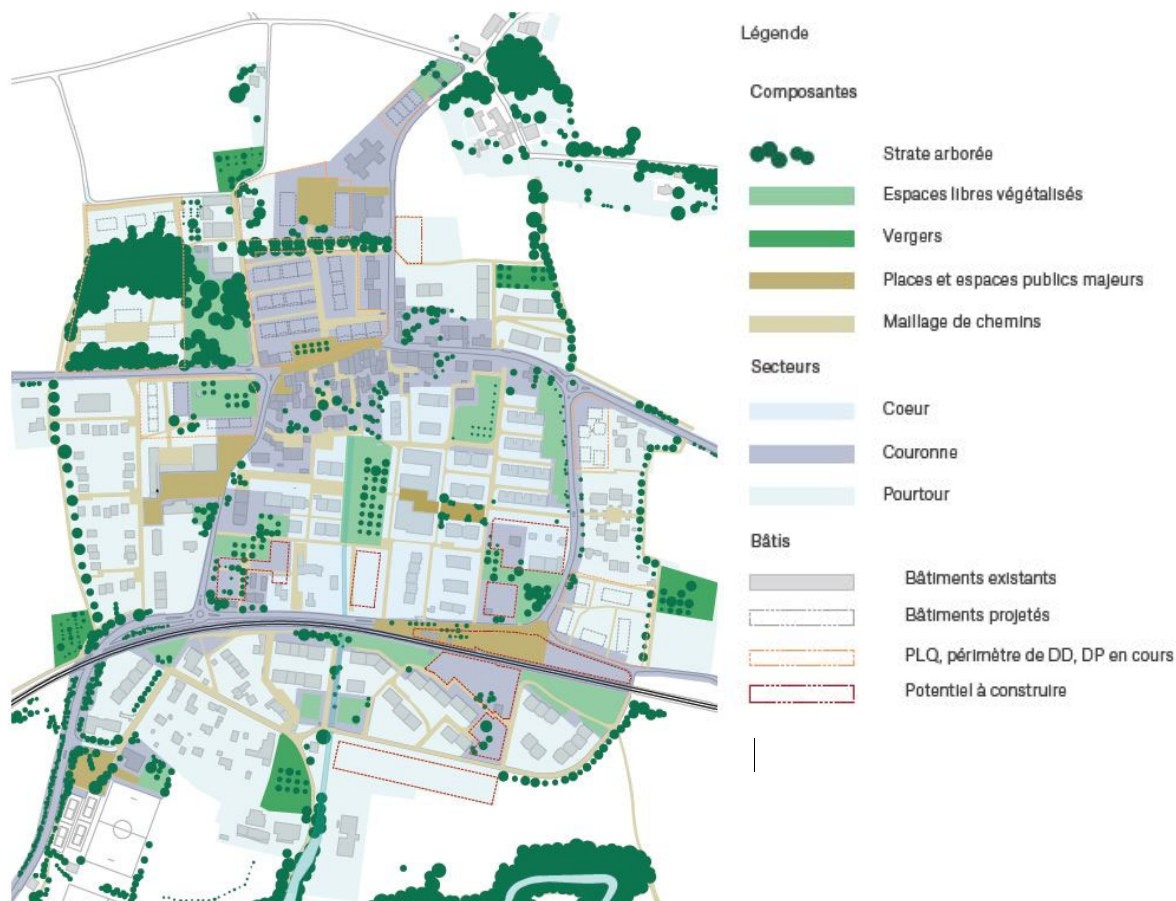 Légende
Composantes
Strate arborée
Espaces libres végétalisés
Vergers
Places et espaces publics majeurs
Maillage de chemins
Secteurs
Coeur
Couronne
Pourtour
Bâtis
Bâtiments existants
Bâtiments projetés
PLQ, périmètre de DD, DP en cours
Potentiel à construire